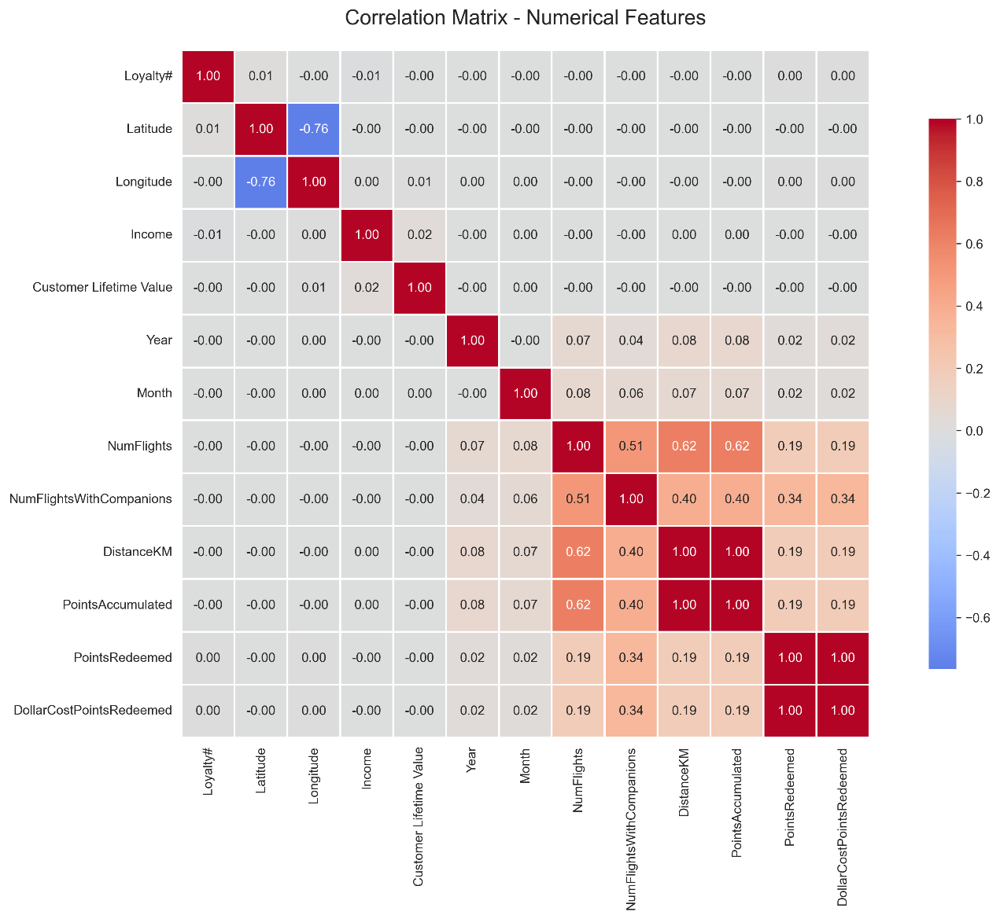 Correlation Matrix - Numerical Features
Loyalty# 1.00 0.01 -0.00 -0.01 -0.00 -0.00 -0.00 -0.00 -0.00 -0.00 -0.00 0.00 0.00
Latitude 0.01 1.00 -0.76 -0.00 -0.00 -0.00 -0.00 -0.00 -0.00 -0.00 -0.00 -0.00 -0.00
Longitude -0.00 -0.76 1.00 0.00 0.01 0.00 0.00 -0.00 -0.00 -0.00 -0.00 0.00 0.00
Income -0.01 -0.00 0.00 1.00 0.02 -0.00 0.00 -0.00 -0.00 0.00 0.00 -0.00 -0.00
Customer Lifetime Value -0.00 -0.00 0.01 0.02 1.00 -0.00 0.00 -0.00 -0.00 -0.00 -0.00 -0.00 -0.00
Year -0.00 -0.00 0.00 -0.00 -0.00 1.00 -0.00 0.07 0.04 0.08 0.08 0.02 0.02
Month -0.00 -0.00 0.00 0.00 0.00 -0.00 1.00 0.08 0.06 0.07 0.07 0.02 0.02
NumFlights -0.00 -0.00 -0.00 -0.00 -0.00 0.07 0.08 1.00 0.51 0.62 0.62 0.19 0.19
NumFlightsWithCompanions -0.00 -0.00 -0.00 -0.00 -0.00 0.04 0.06 0.51 1.00 0.40 0.40 0.34 0.34
DistanceKM -0.00 -0.00 -0.00 0.00 -0.00 0.08 0.07 0.62 0.40 1.00 1.00 0.19 0.19
PointsAccumulated -0.00 -0.00 -0.00 0.00 -0.00 0.08 0.07 0.62 0.40 1.00 1.00 0.19 0.19
PointsRedeemed 0.00 -0.00 0.00 -0.00 -0.00 0.02 0.02 0.19 0.34 0.19 0.19 1.00 1.00
DollarCostPointsRedeemed 0.00 -0.00 0.00 -0.00 -0.00 0.02 0.02 0.19 0.34 0.19 0.19 1.00 1.00
Loyalty#
Latitude
Longitude
Income
Customer Lifetime Value
Year
Month
NumFlights
NumFlightsWithCompanions
DistanceKM
PointsAccumulated
PointsRedeemed
DollarCostPointsRedeemed
1.0
0.8
0.6
0.4
0.2
0.0
−0.2
−0.4
−0.6